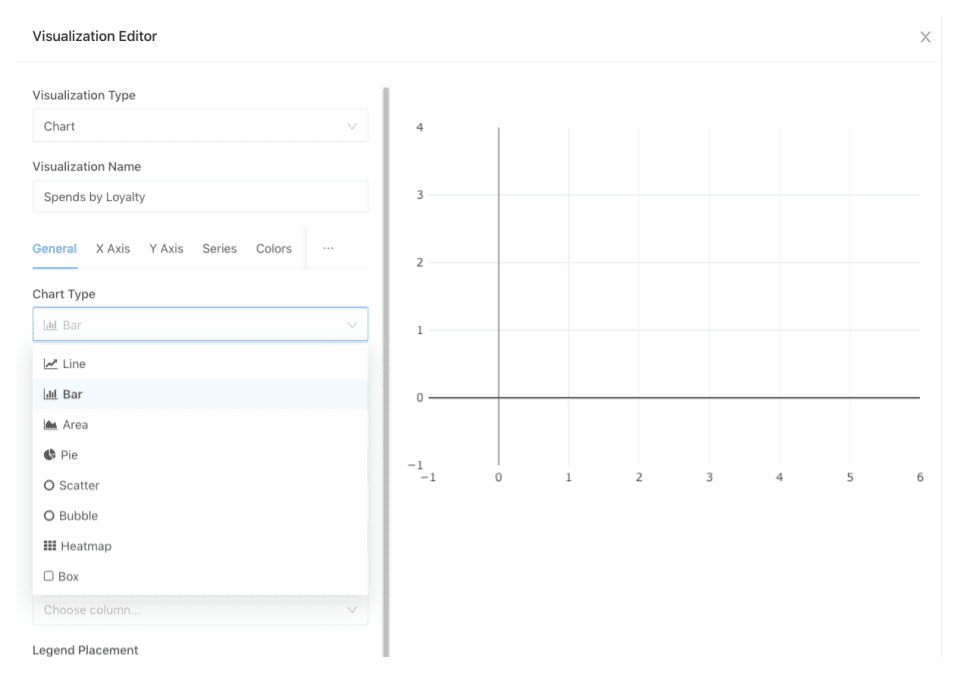 Visualization Editor
X
Visualization Type
Chart
Visualization Name
Spends by Loyalty
General X Axis Y Axis Series Colors ...
Chart Type
Bar
Line
Bar
Area
Pie
Scatter
Bubble
Heatmap
Box
Choose column...
Legend Placement
4
3
2
1
0
−1
−1 0 1 2 3 4 5 6